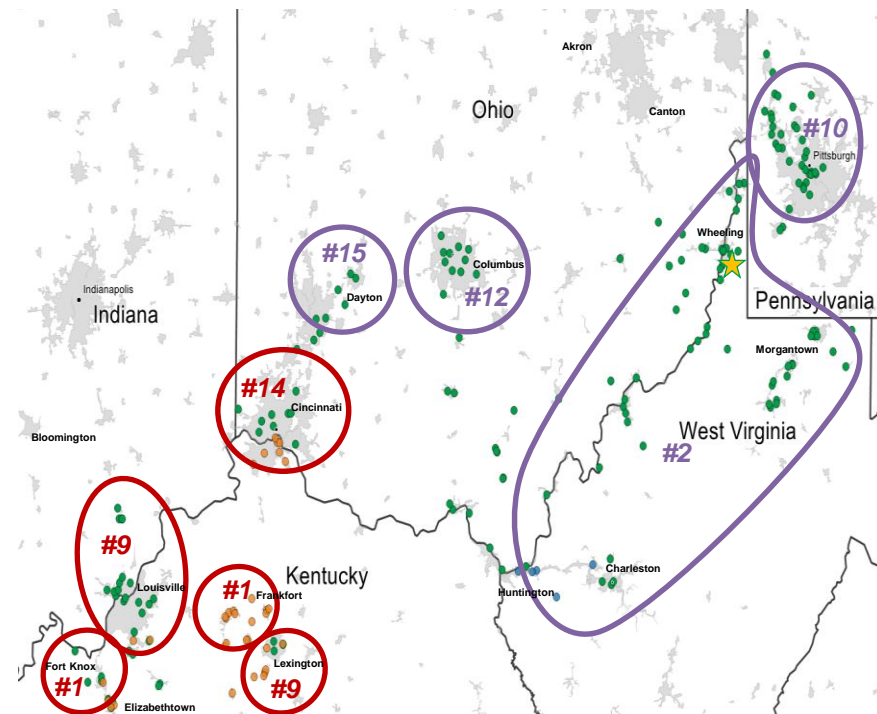 Akron
Ohio
Canton
#10
Pittsburgh
Wheeling
#15
Columbus
Indianapolis
Dayton
#12
Indiana
Pennsylvania
Morgantown
#14
Cincinnati
Bloomington
West Virginia
#2
#9
Charleston
Kentucky
#1
Louisville
Huntington
Frankfort
Fort Knox
Lexington
#1
#9
Elizabethtown